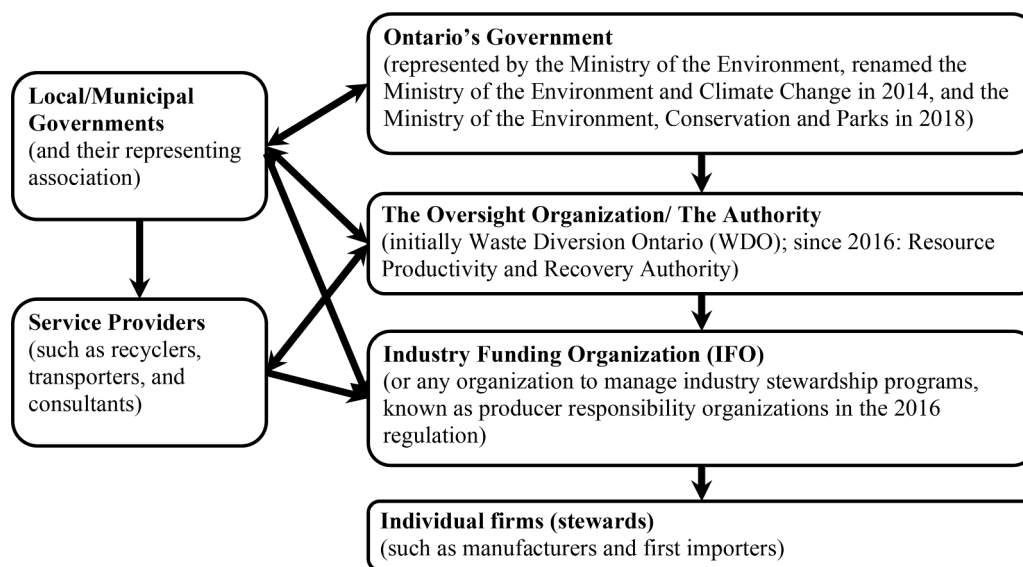 Local/Municipal
Governments
(and their representing
association)
Service Providers
(such as recyclers,
transporters, and
consultants)
Ontario’s Government
(represented by the Ministry of the Environment, renamed the
Ministry of the Environment and Climate Change in 2014, and the
Ministry of the Environment, Conservation and Parks in 2018)
The Oversight Organization/ The Authority
(initially Waste Diversion Ontario (WDO); since 2016: Resource
Productivity and Recovery Authority)
Industry Funding Organization (IFO)
(or any organization to manage industry stewardship programs,
known as producer responsibility organizations in the 2016
regulation)
Individual firms (stewards)
(such as manufacturers and first importers)